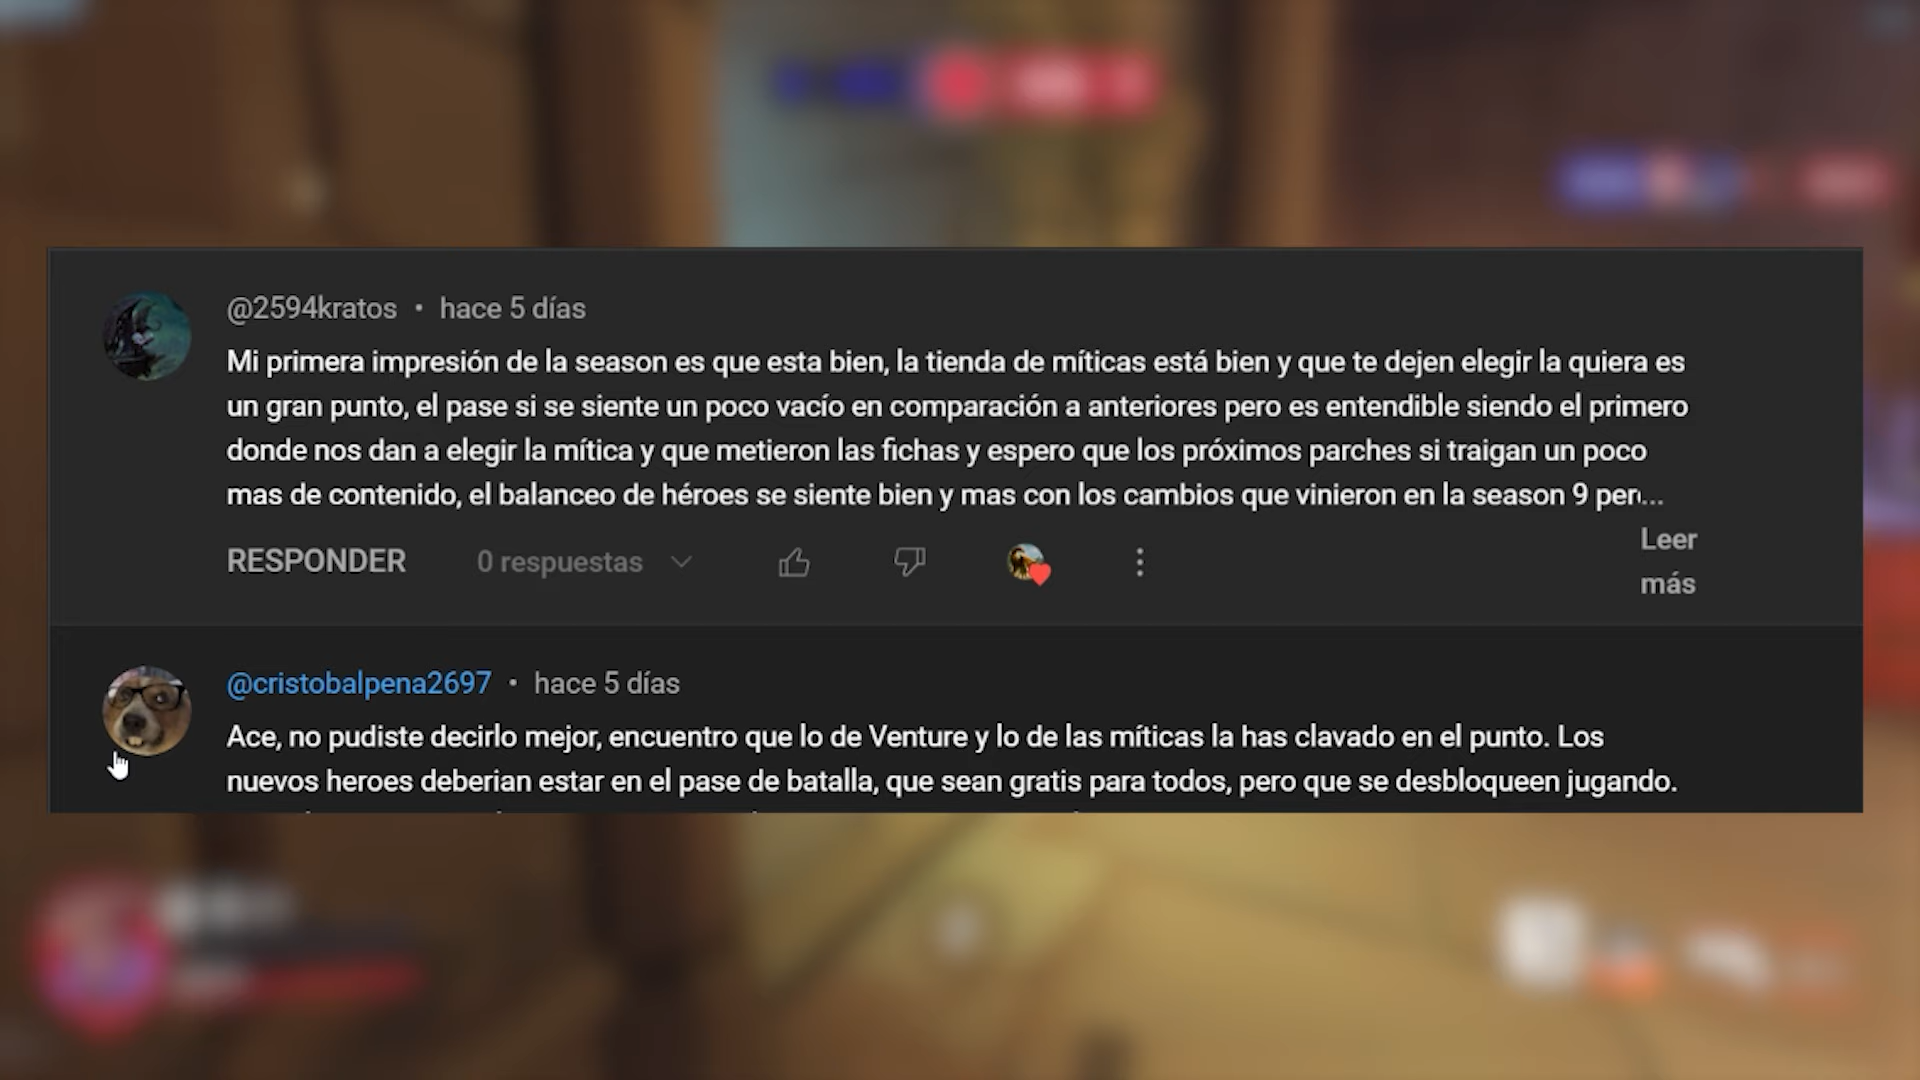 @2594kratos • hace 5 días
Mi primera impresión de la season es que esta bien, la tienda de míticas está bien y que te dejen elegir la quiera es
un gran punto, el pase si se siente un poco vacío en comparación a anteriores pero es entendible siendo el primero
donde nos dan a elegir la mítica y que metieron las fichas y espero que los próximos parches si traigan un poco
mas de contenido, el balanceo de héroes se siente bien y mas con los cambios que vinieron en la season 9 per...
Leer
más
RESPONDER 0 respuestas
@cristobalpena2697 • hace 5 días
Ace, no pudiste decirlo mejor, encuentro que lo de Venture y lo de las míticas la has clavado en el punto. Los
nuevos heroes deberian estar en el pase de batalla, que sean gratis para todos, pero que se desbloqueen jugando.